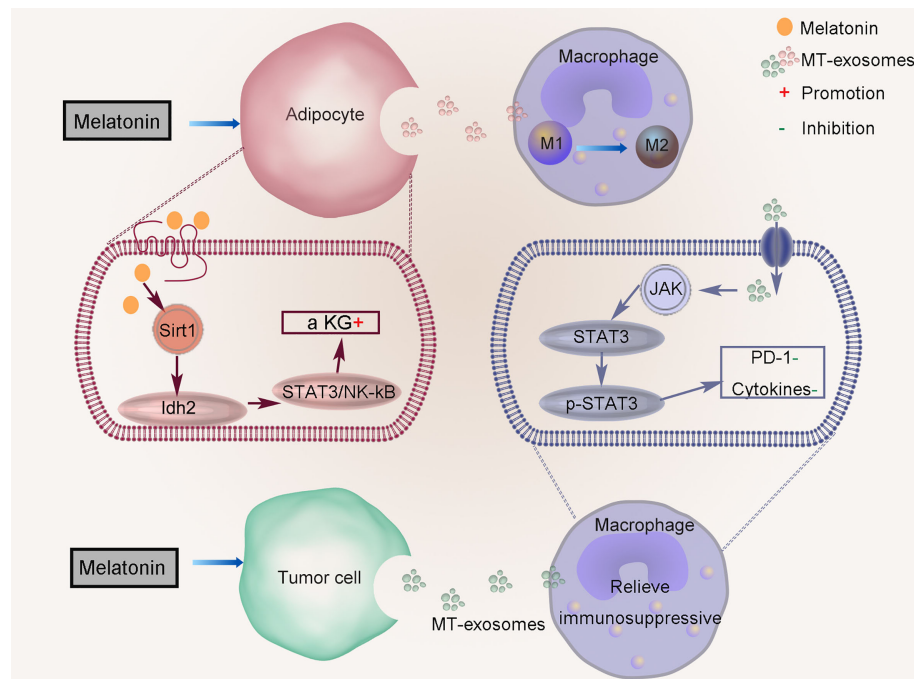 Melatonin
MT-exosomes
+ Promotion
- Inhibition
Melatonin
Adipocyte
Macrophage
M1
M2
Sirt1
Idh2
STAT3/NK-kB
a KG+
JAK
STAT3
p-STAT3
PD-1-
Cytokines-
Melatonin
Tumor cell
MT-exosomes
Macrophage
Relieve
immunosuppressive